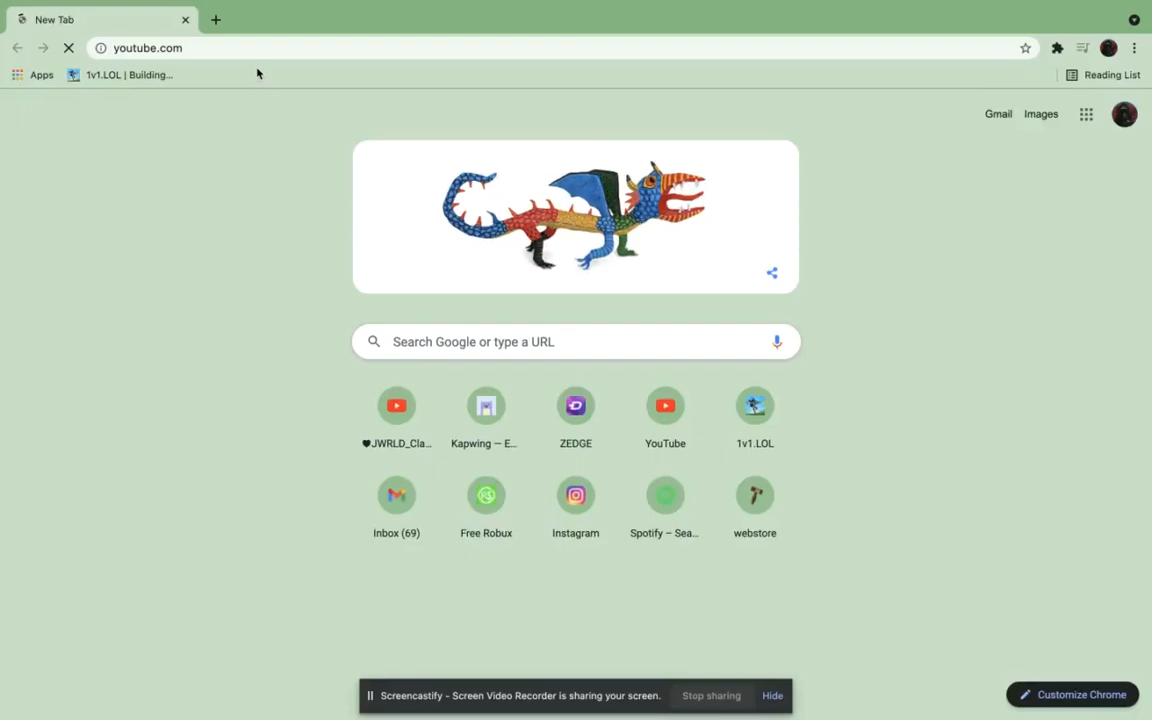 New Tab
youtube.com
Apps 1v1.LOL | Building...
Reading List
Gmail Images
Search Google or type a URL
♥JWRLD_Cla... Kapwing — E... ZEDGE YouTube 1v1.LOL
Inbox (69) Free Robux Instagram Spotify – Sea... webstore
Screencastify - Screen Video Recorder is sharing your screen. Stop sharing Hide
Customize Chrome